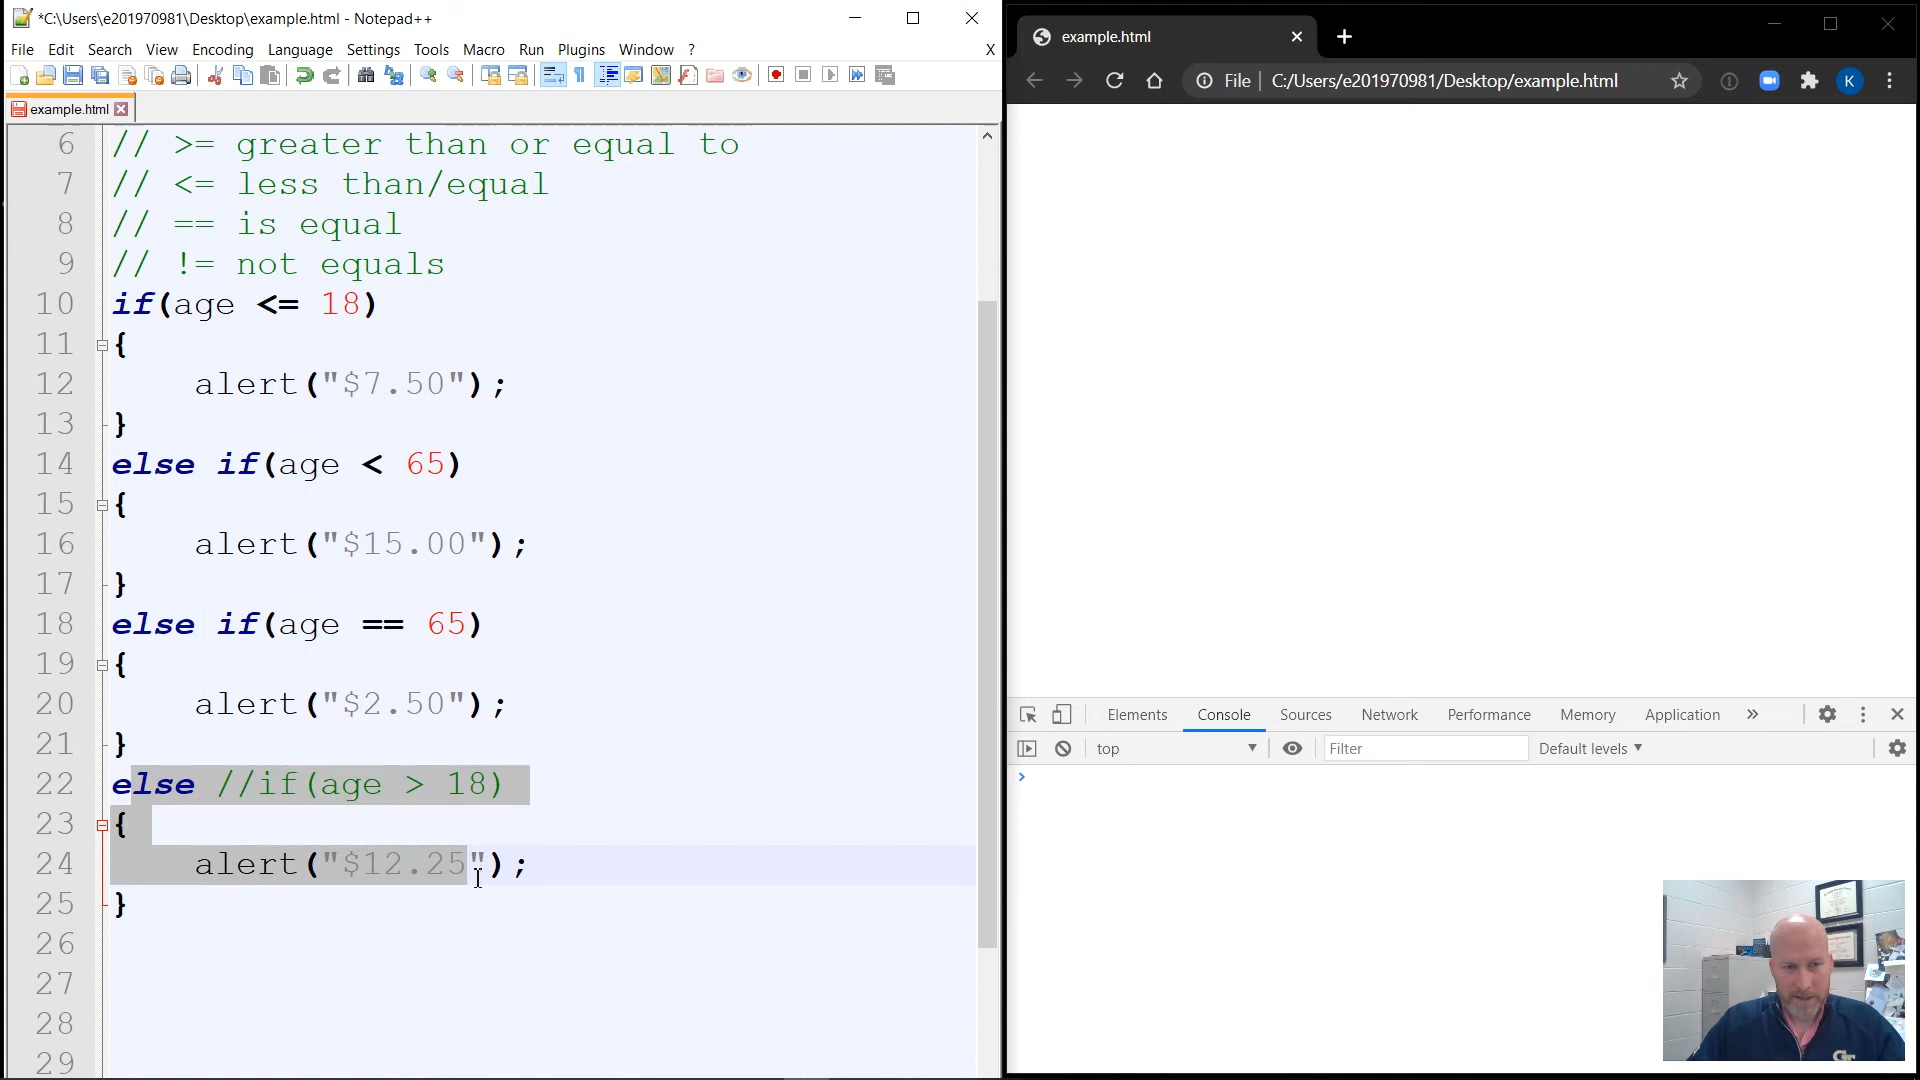 *C:\Users\e201970981\Desktop\example.html - Notepad++
File Edit Search View Encoding Language Settings Tools Macro Run Plugins Window ? X
example.html
6 // >= greater than or equal to
7 // <= less than/equal
8 // == is equal
9 // != not equals
10 if(age <= 18)
11 {
12 alert("$7.50");
13 }
14 else if(age < 65)
15 {
16 alert("$15.00");
17 }
18 else if(age == 65)
19 {
20 alert("$2.50");
21 }
22 else //if(age > 18)
23 {
24 alert("$12.25");
25 }
26
27
28
29
example.html
File C:/Users/e201970981/Desktop/example.html K
Elements Console Sources Network Performance Memory Application »
top Filter Default levels
GT